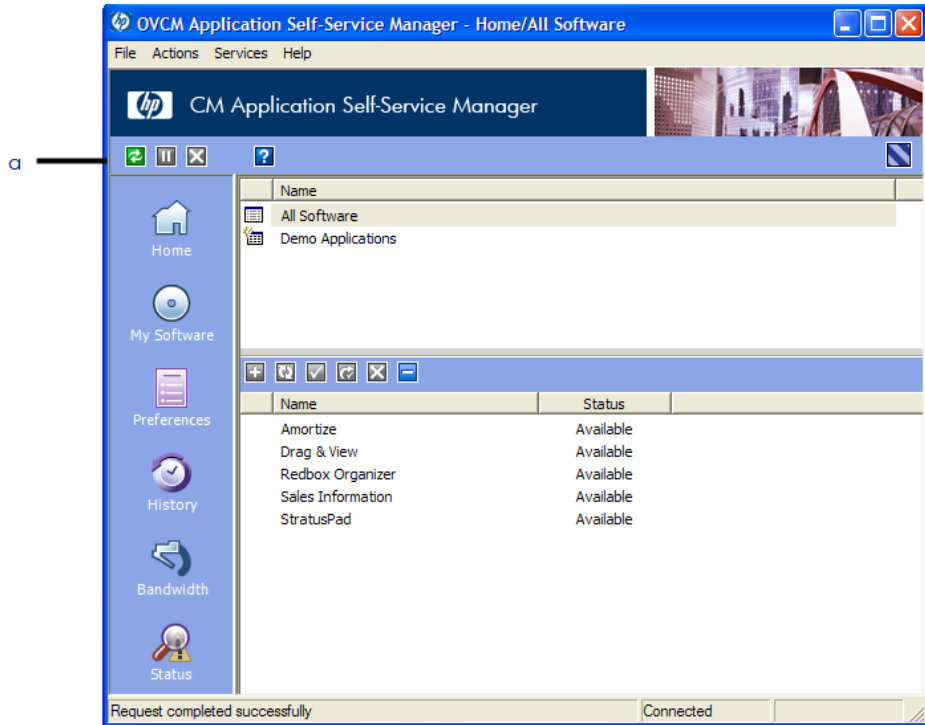 OVCM Application Self-Service Manager - Home/All Software
File Actions Services Help
hp CM Application Self-Service Manager
a
?
Name
All Software
Demo Applications
Home
My Software
Preferences
History
Bandwidth
Status
Name Status
Amortize Available
Drag & View Available
Redbox Organizer Available
Sales Information Available
StratusPad Available
Request completed successfully Connected